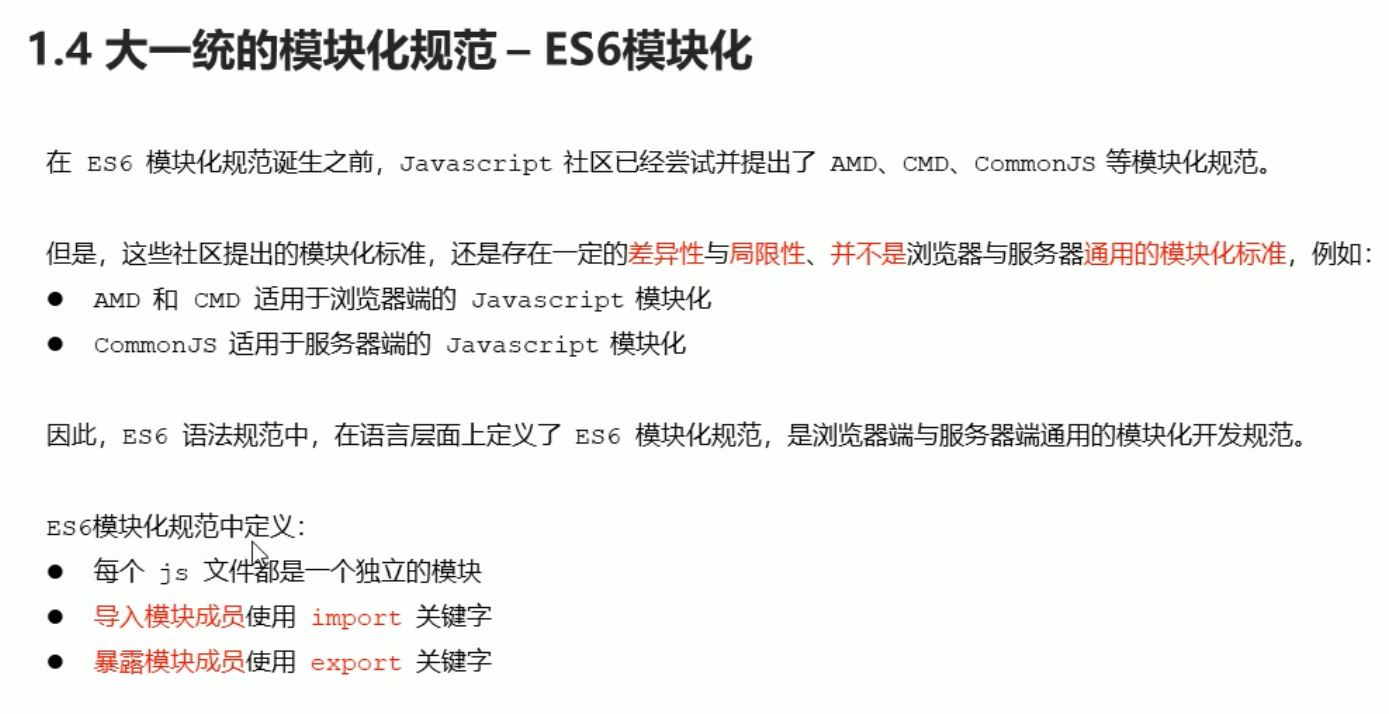 1.4 大一统的模块化规范 – ES6模块化
在 ES6 模块化规范诞生之前，Javascript 社区已经尝试并提出了 AMD、CMD、CommonJS 等模块化规范。
但是，这些社区提出的模块化标准，还是存在一定的差异性与局限性、并不是浏览器与服务器通用的模块化标准，例如：
● AMD 和 CMD 适用于浏览器端的 Javascript 模块化
● CommonJS 适用于服务器端的 Javascript 模块化
因此，ES6 语法规范中，在语言层面上定义了 ES6 模块化规范，是浏览器端与服务器端通用的模块化开发规范。
ES6模块化规范中定义：
● 每个 js 文件都是一个独立的模块
● 导入模块成员使用 import 关键字
● 暴露模块成员使用 export 关键字